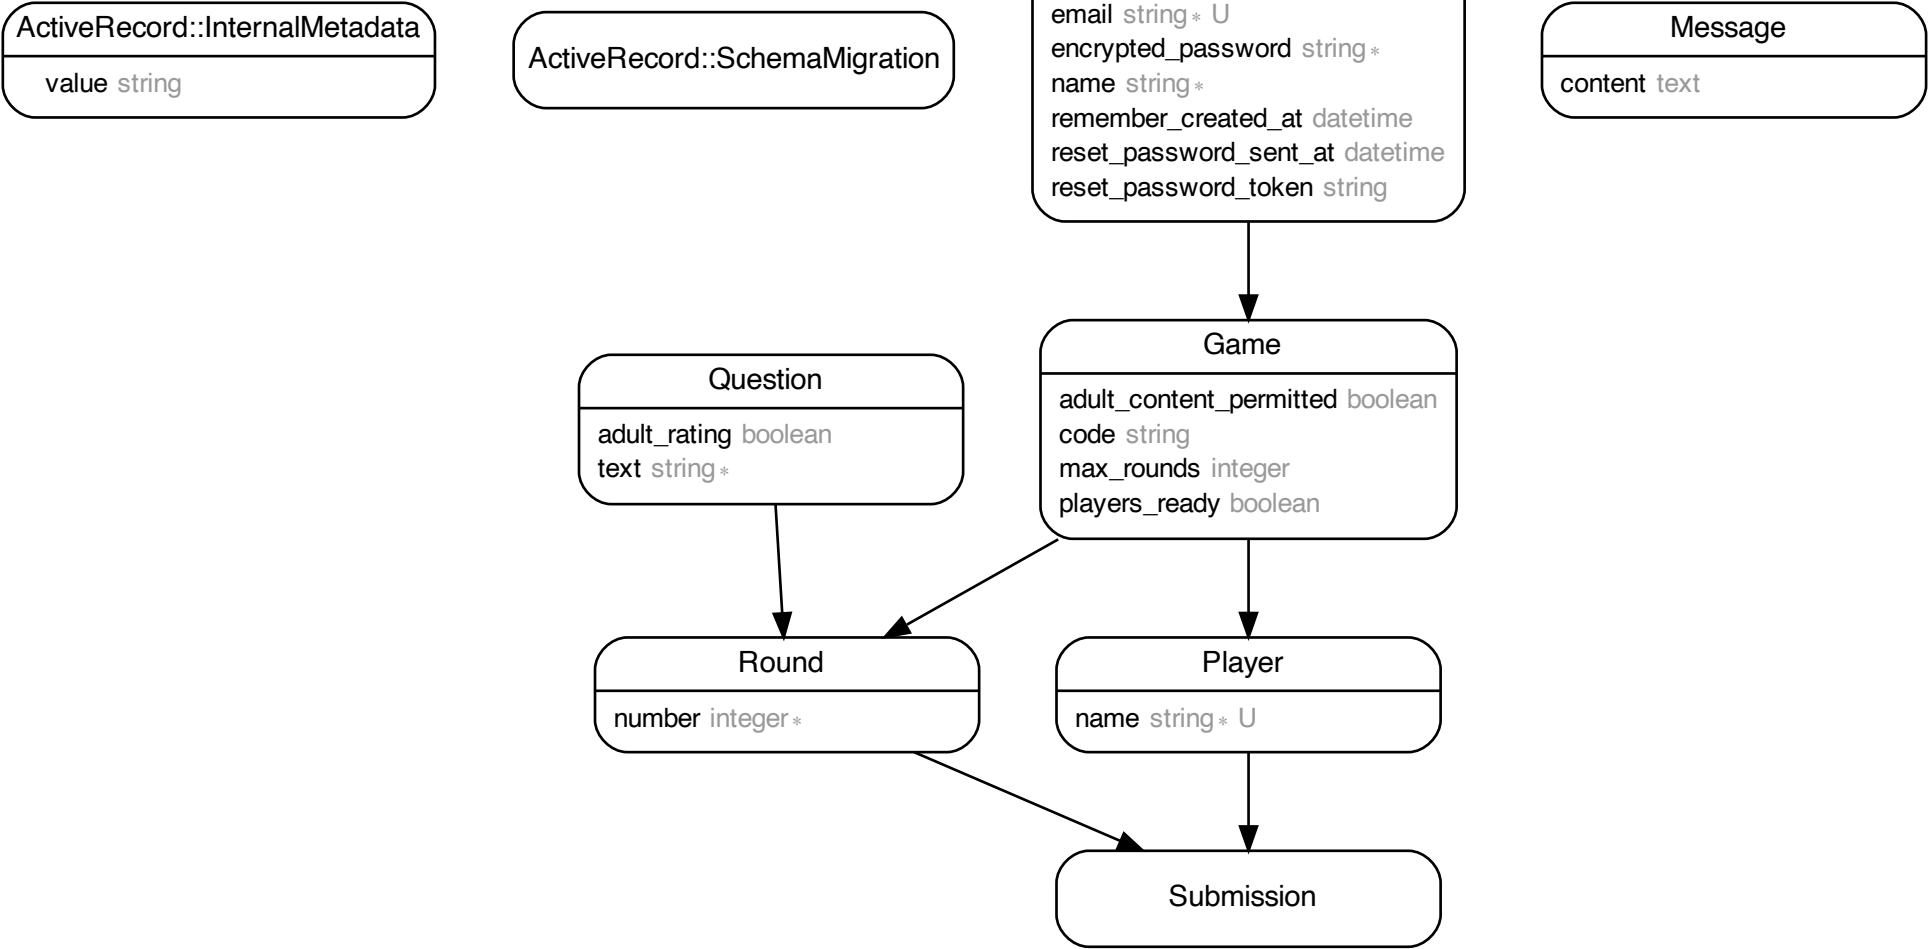 ActiveRecord::InternalMetadata
value string
ActiveRecord::SchemaMigration
email string* U
encrypted_password string*
name string*
remember_created_at datetime
reset_password_sent_at datetime
reset_password_token string
Message
content text
Question
adult_rating boolean
text string*
Game
adult_content_permitted boolean
code string
max_rounds integer
players_ready boolean
Round
number integer*
Player
name string* U
Submission